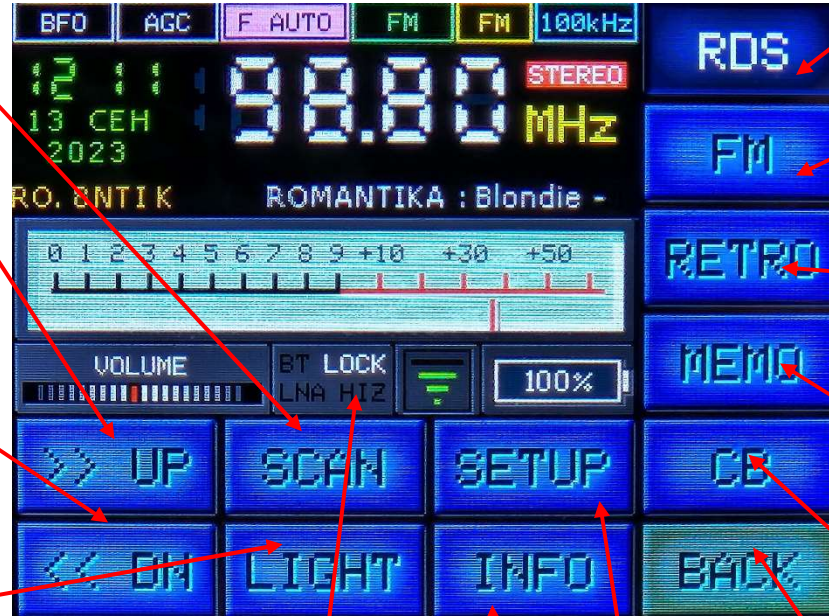 BFO AGC F AUTO FM FM 100kHz
RDS
12 11 98.80 STEREO
13 СЕН MHz
2023
FM
RO. 8NTIK ROMANTIKA : Blondie -
0 1 2 3 4 5 6 7 8 9 +10 +30 +50
RETRO
VOLUME BT LOCK
LNA HIZ
100%
MEMO
>> UP SCAN SETUP CB
<< DN LIGHT INFO BACK